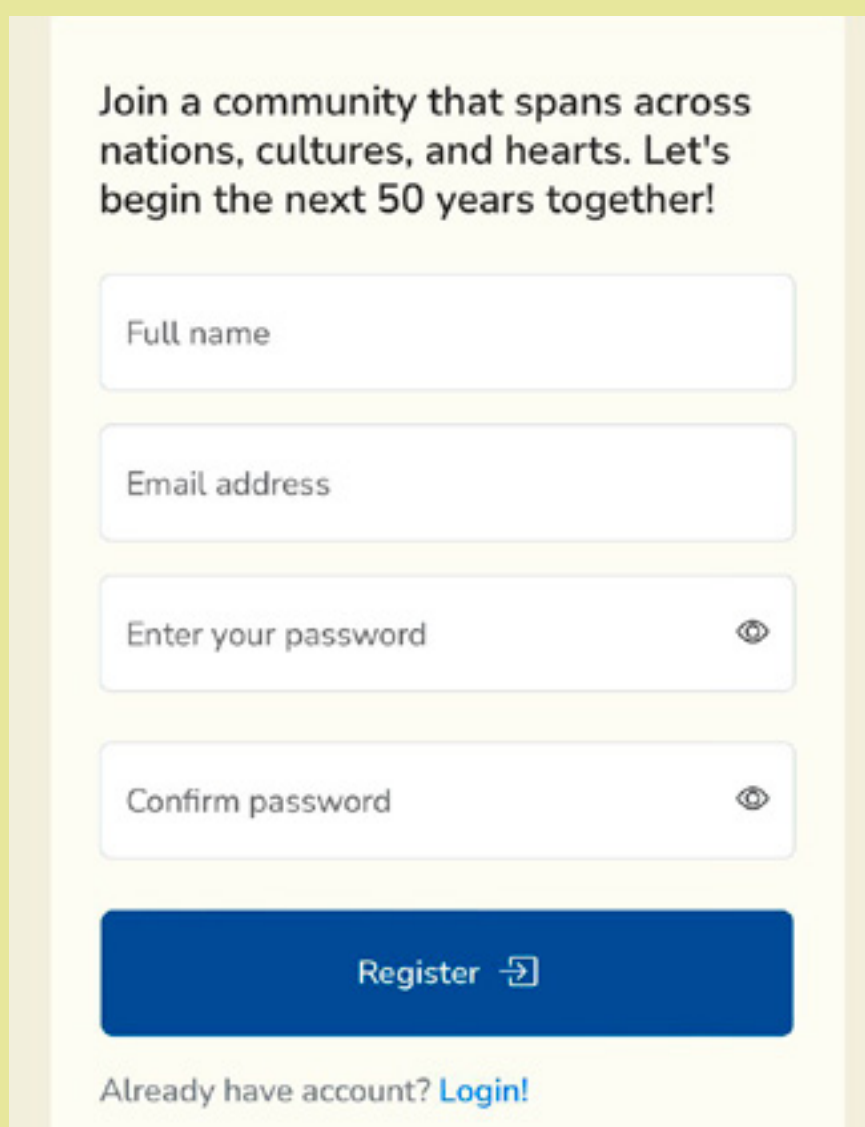 Join a community that spans across
nations, cultures, and hearts. Let's
begin the next 50 years together!
Full name
Email address
Enter your password
Confirm password
Register
Already have account? Login!